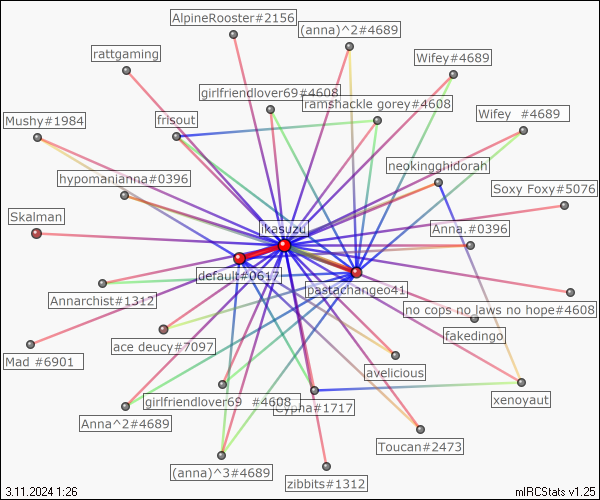 AlpineRooster#2156
(anna)^2#4689
rattgaming
Wifey#4689
girlfriendlover69#4608
ramshackle gorey#4608
Mushy#1984
frisout
Wifey  #4689
neokingghidorah
hypomanianna#0396
Soxy Foxy#5076
Skalman
ikasuzu
Anna.#0396
default#0617
pastachangeo41
Annarchist#1312
no cops no laws no hope#4608
fakedingo
ace deucy#7097
Mad #6901
avelicious
girlfriendlover69  #4608
Cypha#1717
xenoyaut
Anna^2#4689
Toucan#2473
(anna)^3#4689
zibbits#1312
3.11.2024 1:26
mIRCStats v1.25